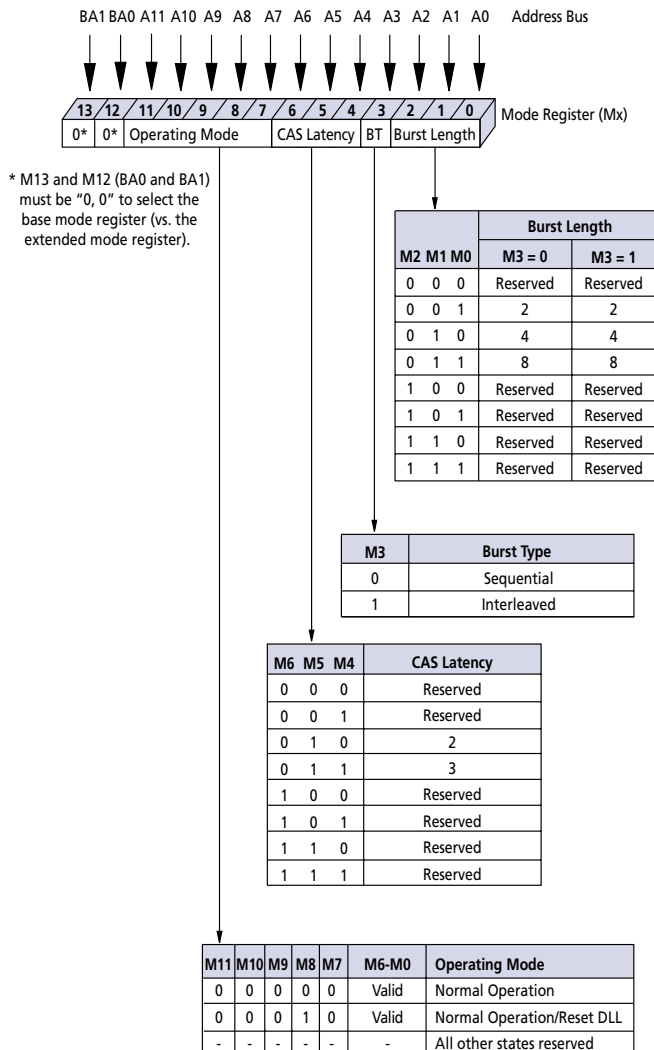 BA1 BA0 A11 A10 A9 A8 A7 A6 A5 A4 A3 A2 A1 A0 Address Bus
13 12 11 10 9 8 7 6 5 4 3 2 1 0 Mode Register (Mx)
0* 0* Operating Mode CAS Latency BT Burst Length
* M13 and M12 (BA0 and BA1)
must be “0, 0” to select the
base mode register (vs. the
extended mode register).
Burst Length
M2 M1 M0 M3 = 0 M3 = 1
0 0 0 Reserved Reserved
0 0 1 2 2
0 1 0 4 4
0 1 1 8 8
1 0 0 Reserved Reserved
1 0 1 Reserved Reserved
1 1 0 Reserved Reserved
1 1 1 Reserved Reserved
M3 Burst Type
0 Sequential
1 Interleaved
M6 M5 M4 CAS Latency
0 0 0 Reserved
0 0 1 Reserved
0 1 0 2
0 1 1 3
1 0 0 Reserved
1 0 1 Reserved
1 1 0 Reserved
1 1 1 Reserved
M11 M10 M9 M8 M7 M6-M0 Operating Mode
0 0 0 0 0 Valid Normal Operation
0 0 0 1 0 Valid Normal Operation/Reset DLL
- - - - - - All other states reserved